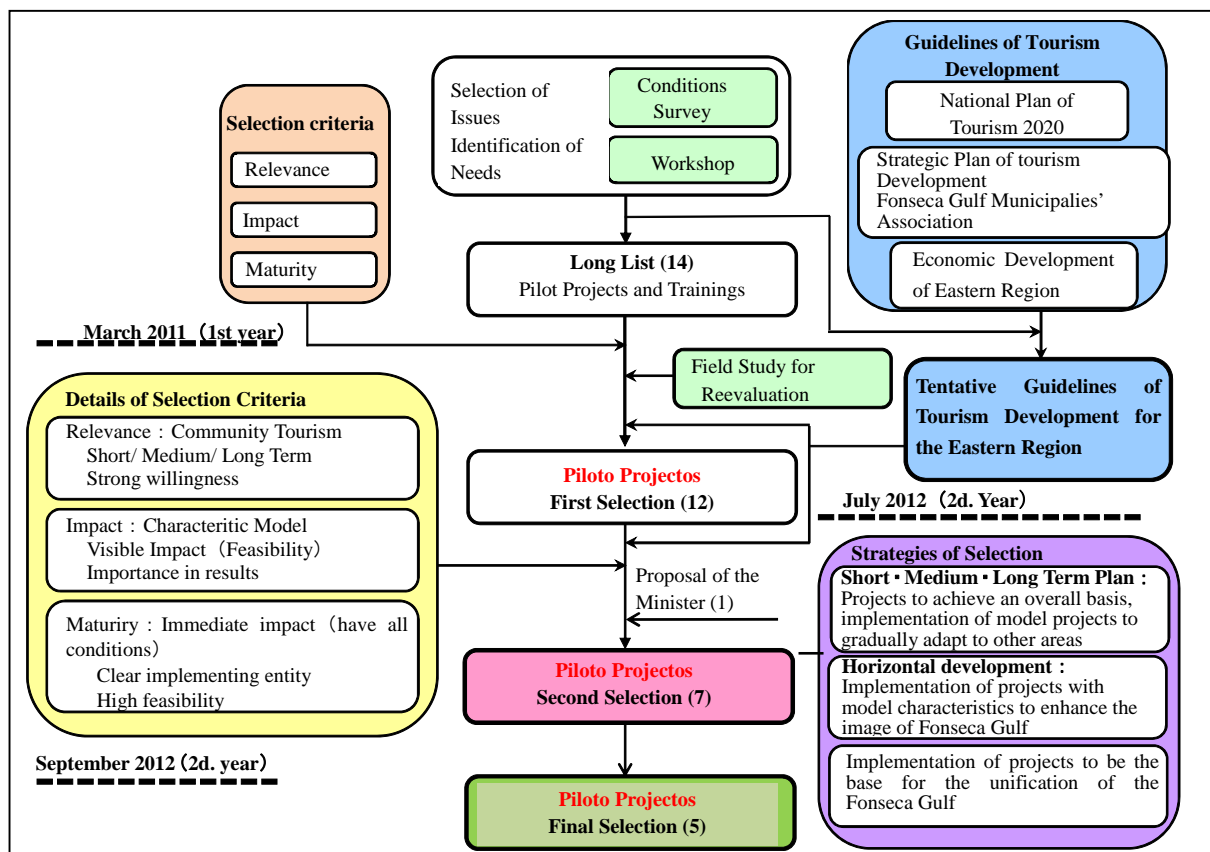 Selection criteria
Relevance
Impact
Maturity
Selection of
Issues
Identification of
Needs
Conditions
Survey
Workshop
Guidelines of Tourism
Development
National Plan of
Tourism 2020
Strategic Plan of tourism
Development
Fonseca Gulf Municipalies’
Association
Economic Development
of Eastern Region
Long List (14)
Pilot Projects and Trainings
March 2011（1st year）
Field Study for
Reevaluation
Tentative Guidelines of
Tourism Development for
the Eastern Region
Details of Selection Criteria
Relevance：Community Tourism
Short/ Medium/ Long Term
Strong willingness
Impact：Characteritic Model
Visible Impact（Feasibility）
Importance in results
Maturiry：Immediate impact（have all
conditions）
Clear implementing entity
High feasibility
Piloto Projectos
First Selection (12)
July 2012（2d. Year）
Proposal of the
Minister (1)
Strategies of Selection
Short・Medium・Long Term Plan：
Projects to achieve an overall basis,
implementation of model projects to
gradually adapt to other areas
Horizontal development：
Implementation of projects with
model characteristics to enhance the
image of Fonseca Gulf
Implementation of projects to be the
base for the unification of the
Fonseca Gulf
Piloto Projectos
Second Selection (7)
September 2012（2d. year）
Piloto Projectos
Final Selection (5)